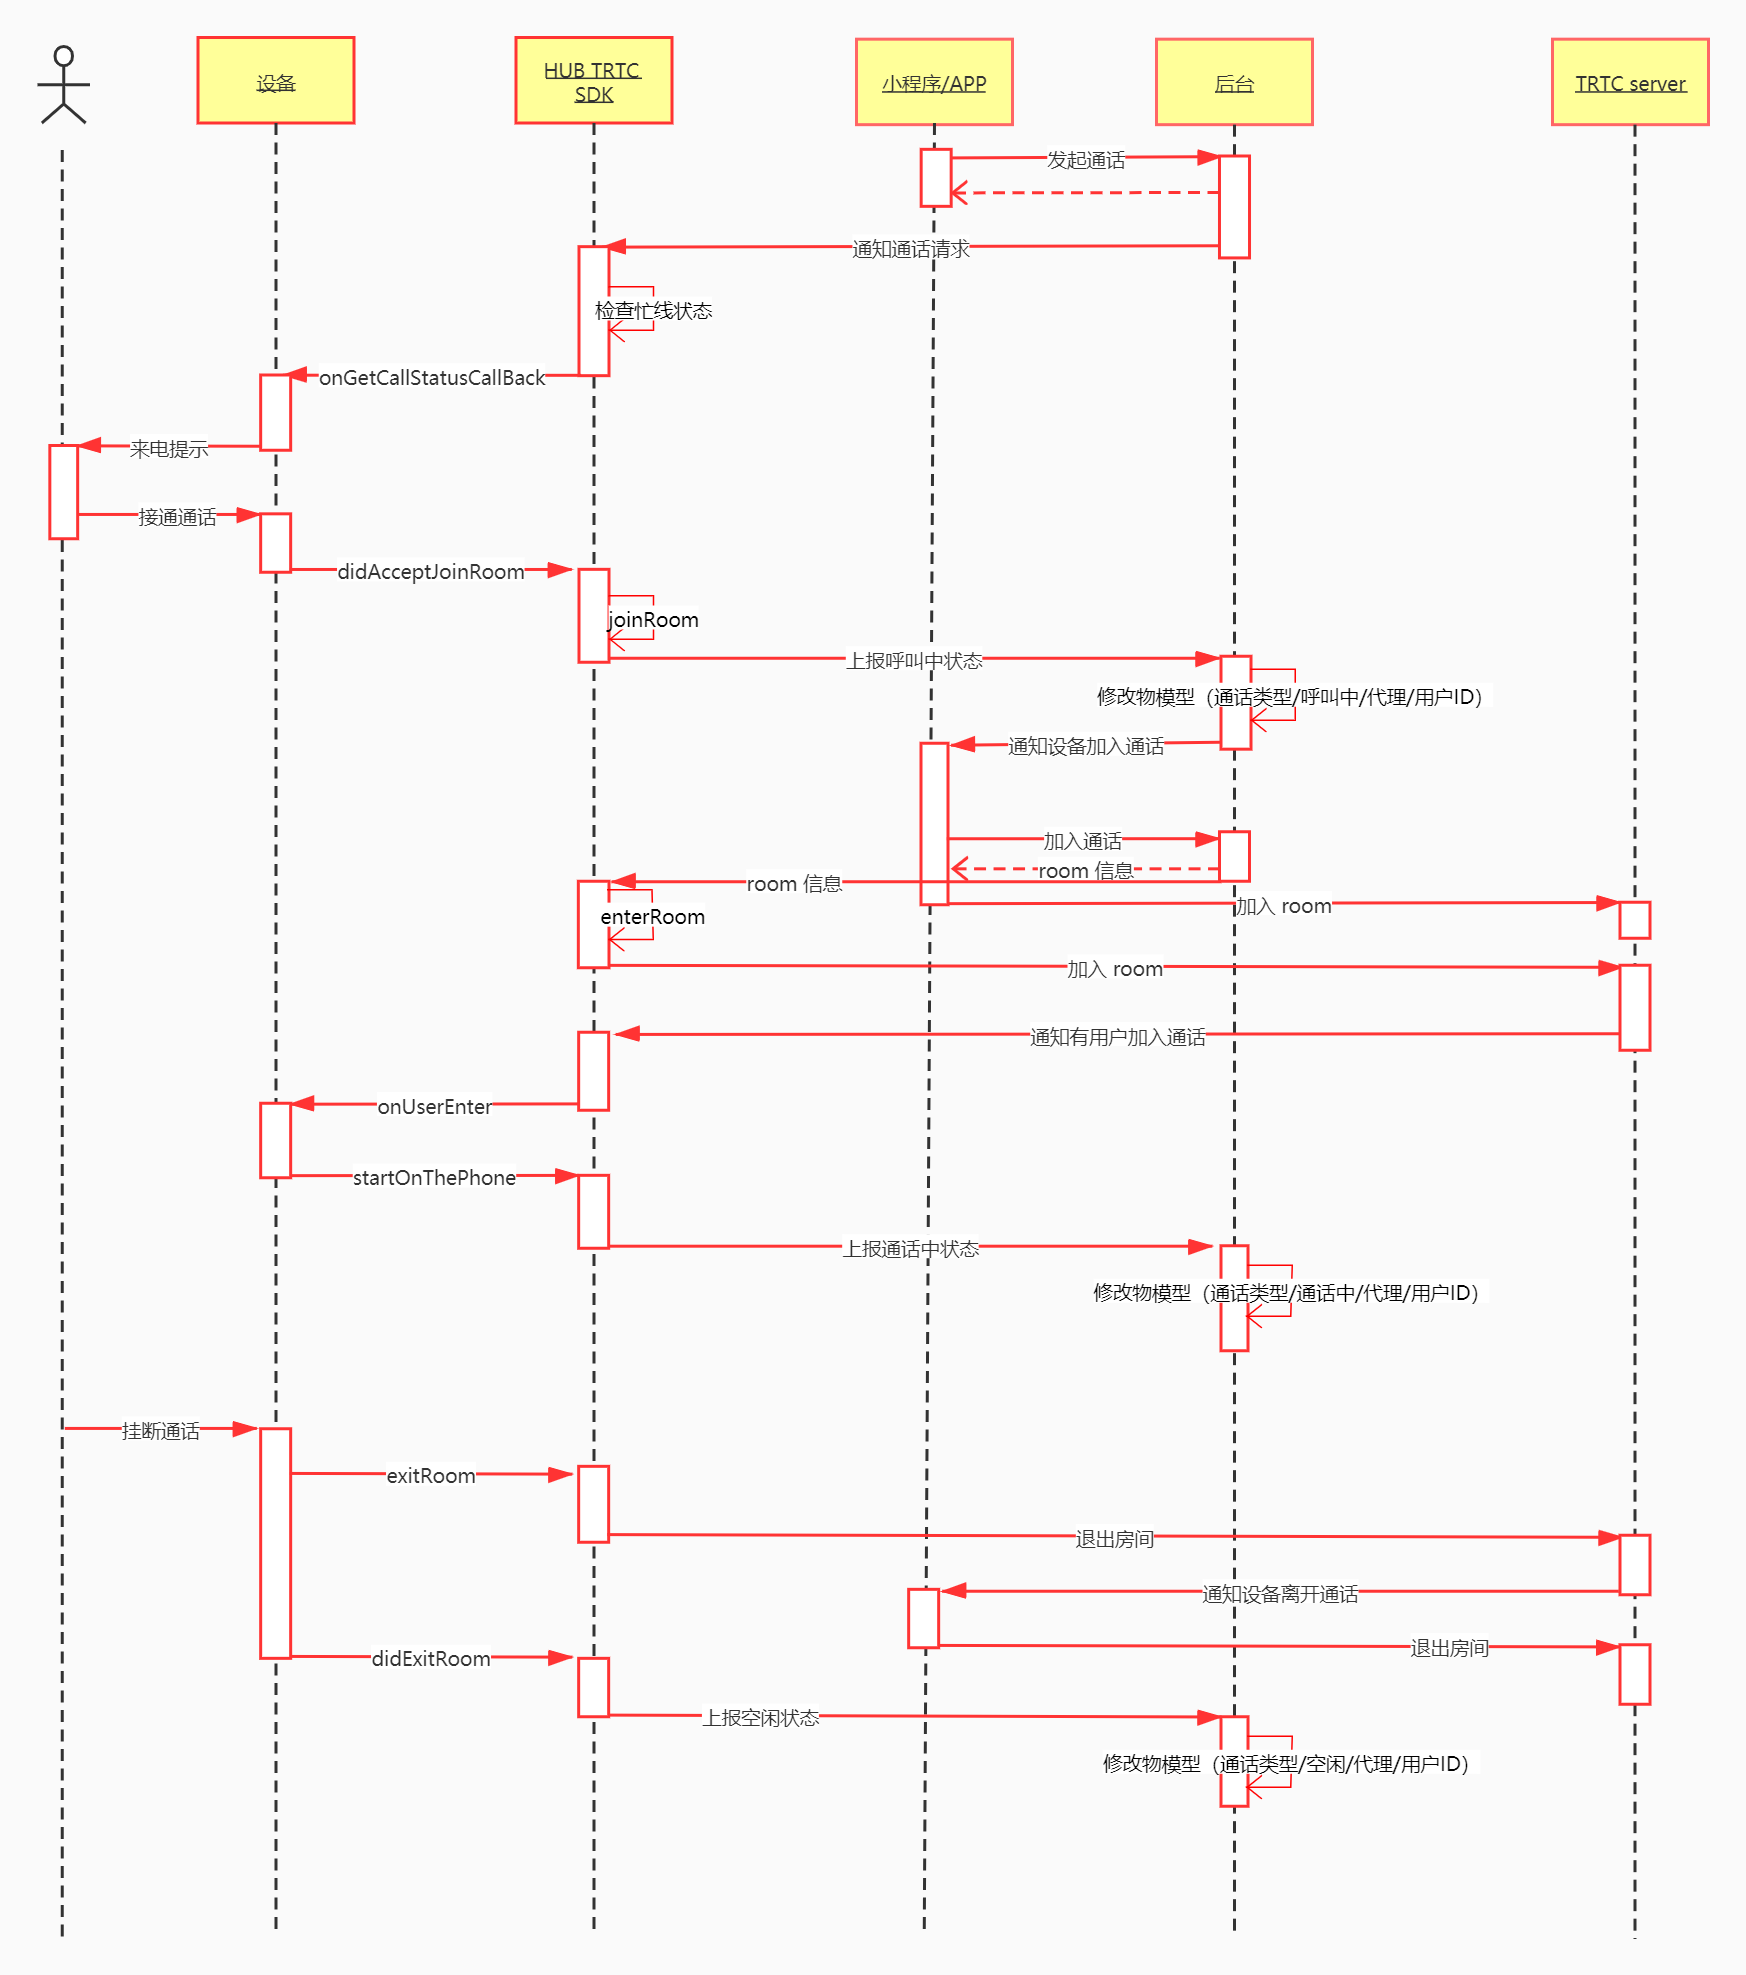 设备
HUB TRTC
SDK
小程序/APP
后台
TRTC server
发起通话
通知通话请求
检查忙线状态
onGetCallStatusCallBack
来电提示
接通通话
didAcceptJoinRoom
joinRoom
上报呼叫中状态
修改物模型（通话类型/呼叫中/代理/用户ID）
通知设备加入通话
加入通话
room 信息
room 信息
加入 room
enterRoom
加入 room
通知有用户加入通话
onUserEnter
startOnThePhone
上报通话中状态
修改物模型（通话类型/通话中/代理/用户ID）
挂断通话
exitRoom
退出房间
通知设备离开通话
退出房间
didExitRoom
上报空闲状态
修改物模型（通话类型/空闲/代理/用户ID）